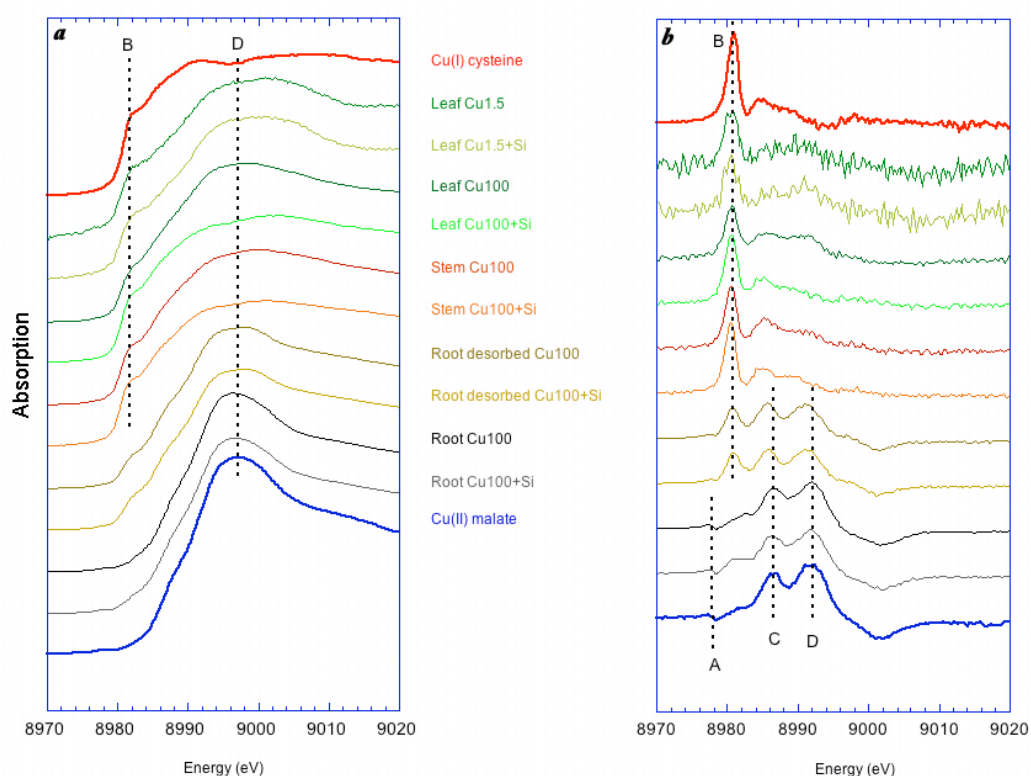 a
B
D
Cu(I) cysteine
Leaf Cu1.5
Leaf Cu1.5+Si
Leaf Cu100
Leaf Cu100+Si
Stem Cu100
Stem Cu100+Si
Root desorbed Cu100
Root desorbed Cu100+Si
Root Cu100
Root Cu100+Si
Cu(II) malate
Absorption
8970 8980 8990 9000 9010 9020
Energy (eV)
b
B
A
C
D
8970 8980 8990 9000 9010 9020
Energy (eV)